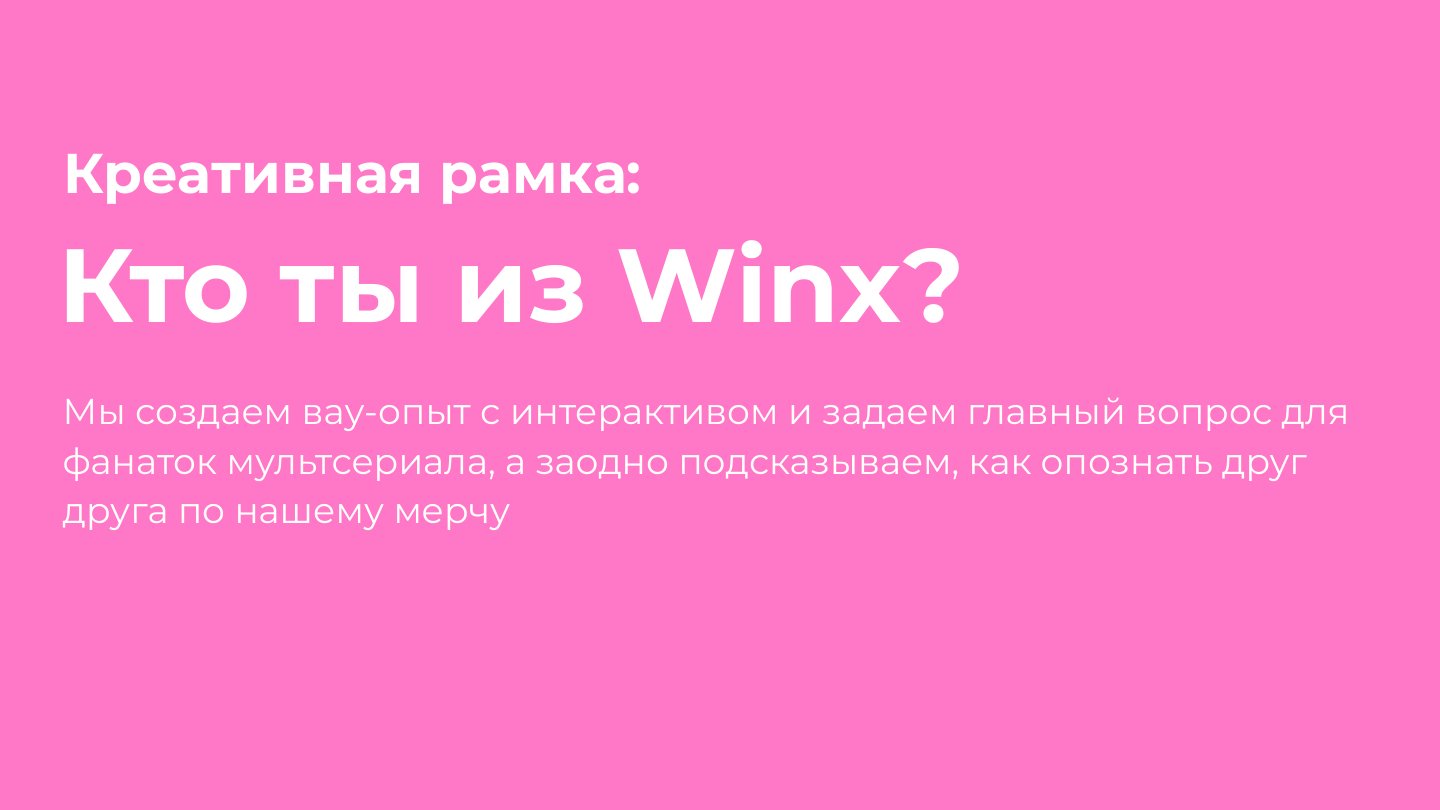 Креативная рамка:
Кто ты из Winx?
Мы создаем вау-опыт с интерактивом и задаем главный вопрос для
фанаток мультсериала, а заодно подсказываем, как опознать друг
друга по нашему мерчу